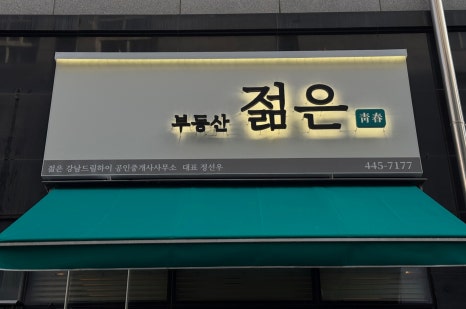 부동산 젊은 靑春
젊은 강남드림하이 공인중개사사무소 대표 정선우 445-7177